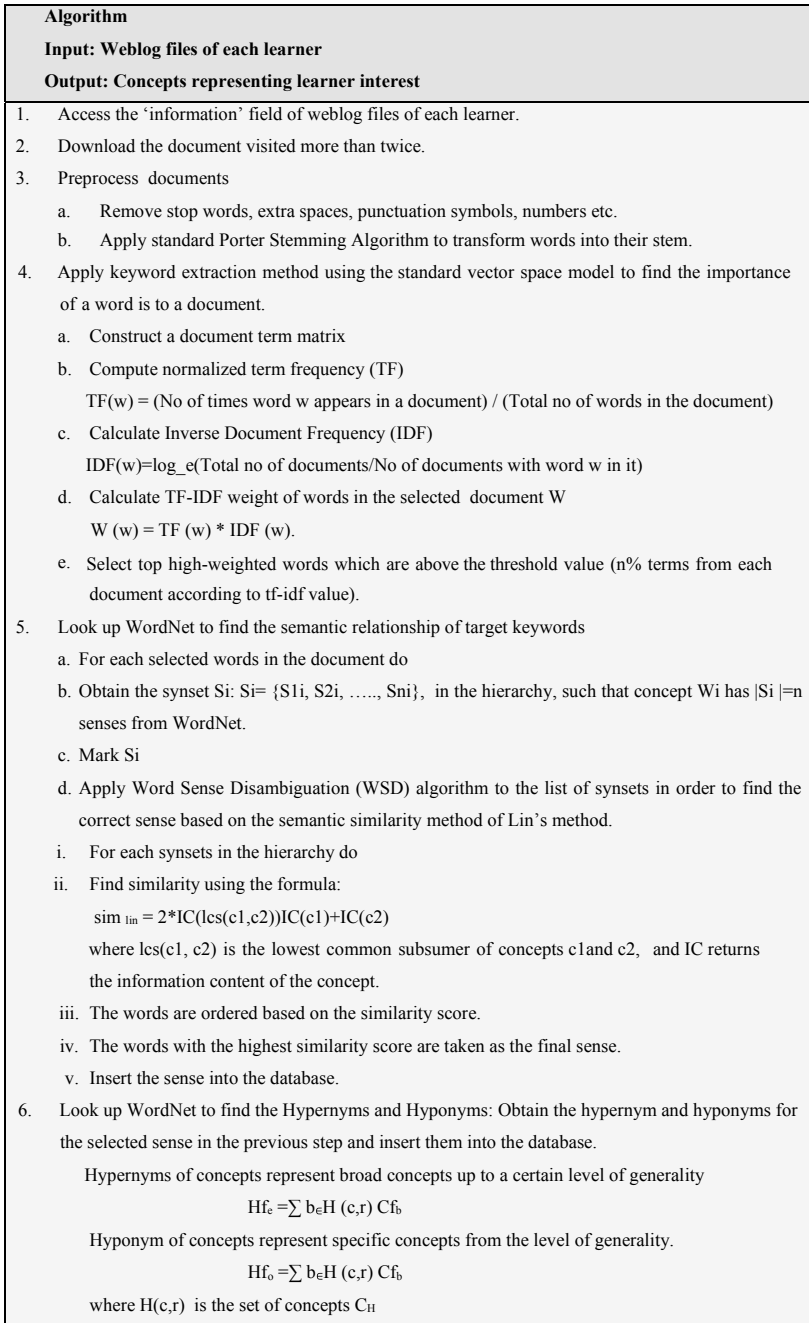 Algorithm
Input: Weblog files of each learner
Output: Concepts representing learner interest
1. Access the ‘information’ field of weblog files of each learner.
2. Download the document visited more than twice.
3. Preprocess documents
a. Remove stop words, extra spaces, punctuation symbols, numbers etc.
b. Apply standard Porter Stemming Algorithm to transform words into their stem.
4. Apply keyword extraction method using the standard vector space model to find the importance
of a word is to a document.
a. Construct a document term matrix
b. Compute normalized term frequency (TF)
TF(w) = (No of times word w appears in a document) / (Total no of words in the document)
c. Calculate Inverse Document Frequency (IDF)
IDF(w)=log_e(Total no of documents/No of documents with word w in it)
d. Calculate TF-IDF weight of words in the selected document W
W (w) = TF (w) * IDF (w).
e. Select top high-weighted words which are above the threshold value (n% terms from each
document according to tf-idf value).
5. Look up WordNet to find the semantic relationship of target keywords
a. For each selected words in the document do
b. Obtain the synset Si: Si= {S1i, S2i, ….., Sni}, in the hierarchy, such that concept Wi has |Si |=n
senses from WordNet.
c. Mark Si
d. Apply Word Sense Disambiguation (WSD) algorithm to the list of synsets in order to find the
correct sense based on the semantic similarity method of Lin’s method.
i. For each synsets in the hierarchy do
ii. Find similarity using the formula:
sim lin = 2*IC(lcs(c1,c2))IC(c1)+IC(c2)
where lcs(c1, c2) is the lowest common subsumer of concepts c1and c2, and IC returns
the information content of the concept.
iii. The words are ordered based on the similarity score.
iv. The words with the highest similarity score are taken as the final sense.
v. Insert the sense into the database.
6. Look up WordNet to find the Hypernyms and Hyponyms: Obtain the hypernym and hyponyms for
the selected sense in the previous step and insert them into the database.
Hypernyms of concepts represent broad concepts up to a certain level of generality
Hfₑ =∑ b∈H (c,r) Cf_b
Hyponym of concepts represent specific concepts from the level of generality.
Hfₒ =∑ b∈H (c,r) Cf_b
where H(c,r) is the set of concepts C_H